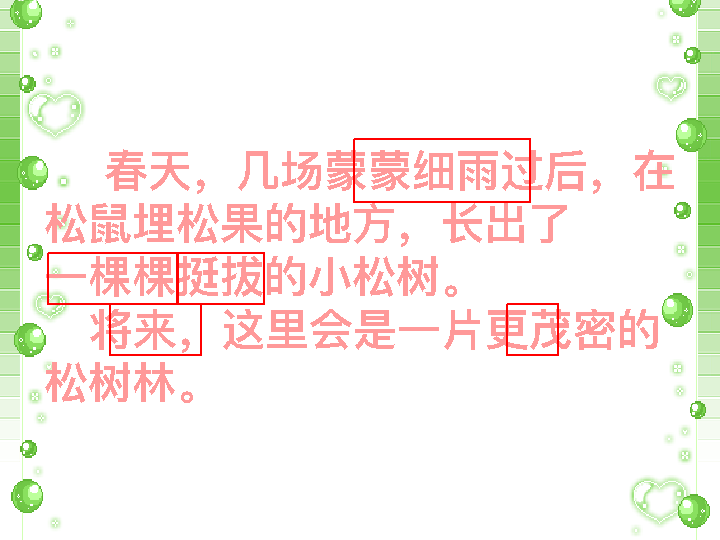 春天，几场蒙蒙细雨过后，在
松鼠埋松果的地方，长出了
一棵棵挺拔的小松树。
将来，这里会是一片更茂密的
松树林。